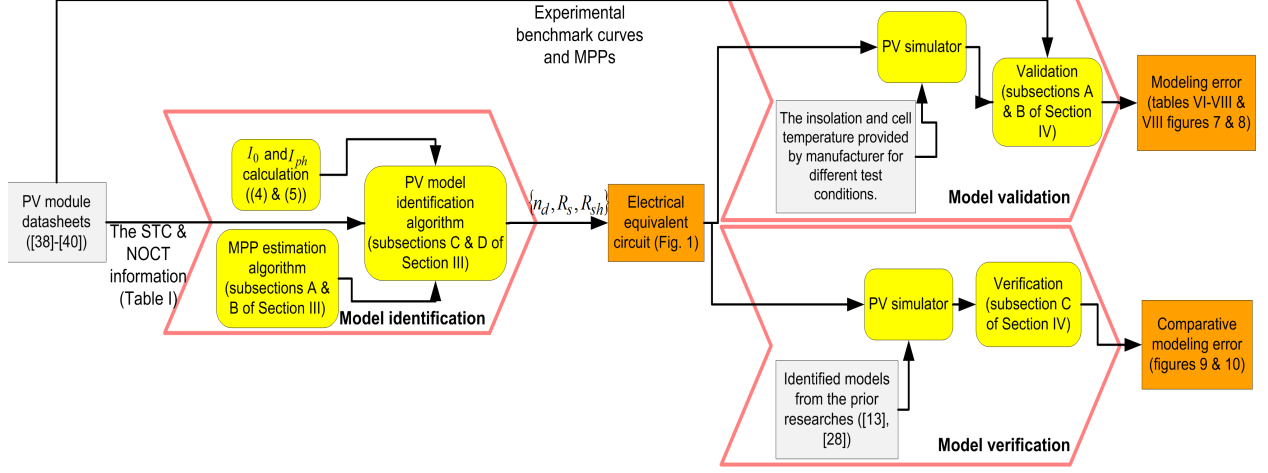 Experimental
benchmark curves
and MPPs
PV module
datasheets
([38]-[40])
The STC &
NOCT
information
(Table I)
I0 and Iph
calculation
((4) & (5))
MPP estimation
algorithm
(subsections A &
B of Section III)
PV model
identification
algorithm
(subsections C & D of
Section III)
Model identification
{nd, Rs, Rsh}
Electrical
equivalent
circuit (Fig. 1)
PV simulator
The insolation and cell
temperature provided
by manufacturer for
different test
conditions.
Validation
(subsections A
& B of Section
IV)
Model validation
Modeling error
(tables VI-VIII &
VIII figures 7 & 8)
PV simulator
Identified models
from the prior
researches ([13],
[28])
Verification
(subsection C
of Section IV)
Model verification
Comparative
modeling error
(figures 9 & 10)